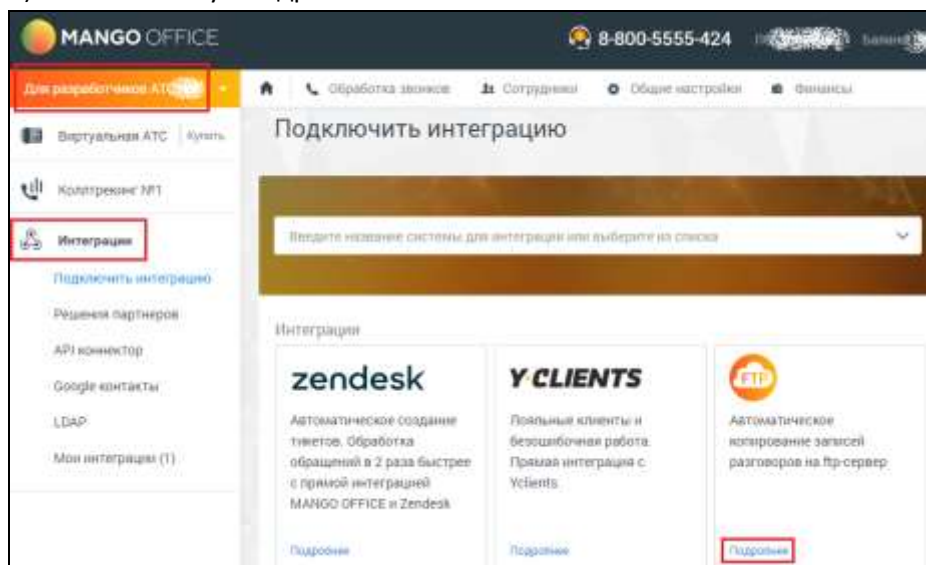 MANGO OFFICE
8-800-5555-424
Для разработчиков АТС
Обработка звонков
Сотрудники
Общие настройки
Финансы
Виртуальная АТС
Купить
Подключить интеграцию
Коллтрекинг №1
Интеграции
Введите название системы для интеграции или выберите из списка
Подключить интеграцию
Решения партнеров
API коннектор
Google контакты
LDAP
Мои интеграции (1)
Интеграции
zendesk
Автоматическое создание
тикетов. Обработка
обращений в 2 раза быстрее
с прямой интеграцией
MANGO OFFICE и Zendesk
Подробнее
Y CLIENTS
Лояльные клиенты и
безошибочная работа.
Прямая интеграция с
Yclients
Подробнее
FTP
Автоматическое
копирование записей
разговоров на ftp-сервер
Подробнее